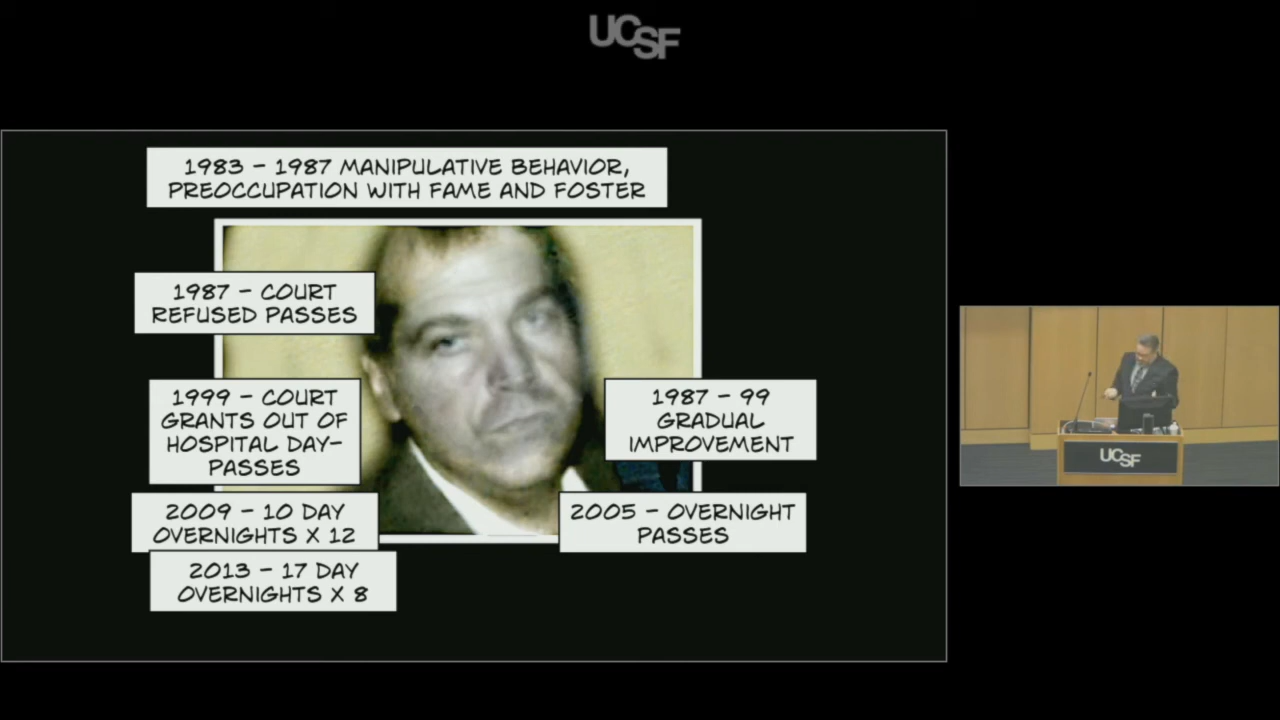 UCSF
1983 - 1987 MANIPULATIVE BEHAVIOR,
PREOCCUPATION WITH FAME AND FOSTER
1987 - COURT
REFUSED PASSES
1999 - COURT
GRANTS OUT OF
HOSPITAL DAY-
PASSES
1987 - 99
GRADUAL
IMPROVEMENT
2009 - 10 DAY
OVERNIGHTS X 12
2005 - OVERNIGHT
PASSES
2013 - 17 DAY
OVERNIGHTS X 8
UCSF